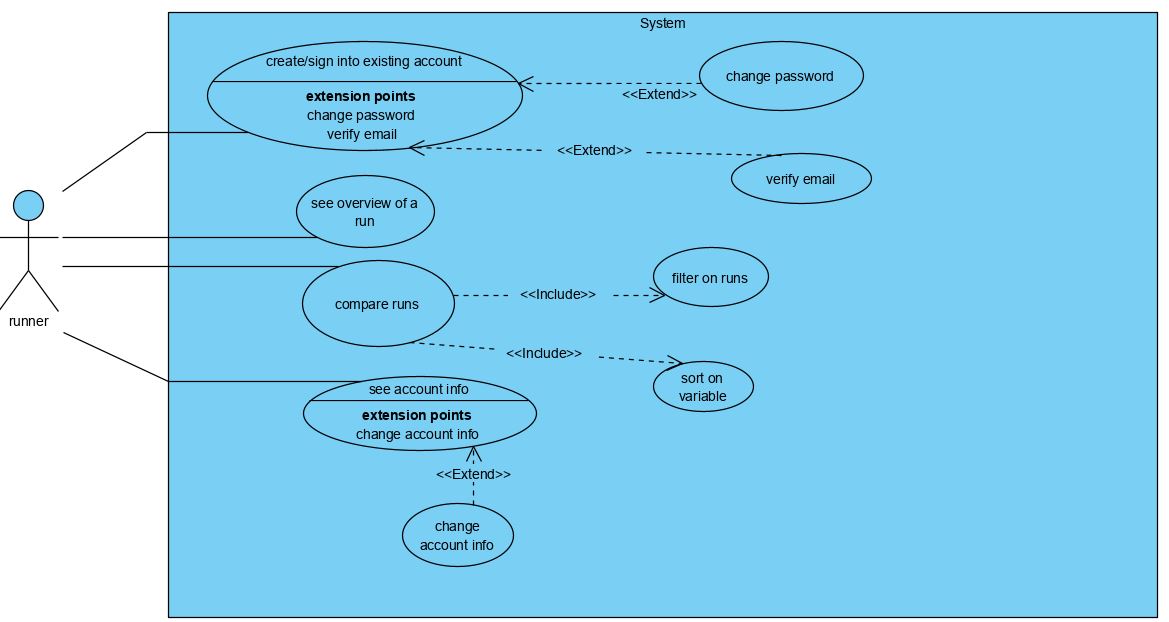 System
create/sign into existing account
extension points
change password
verify email
change password
<<Extend>>
<<Extend>>
verify email
see overview of a
run
runner
compare runs
<<Include>>
filter on runs
<<Include>>
sort on
variable
see account info
extension points
change account info
<<Extend>>
change
account info